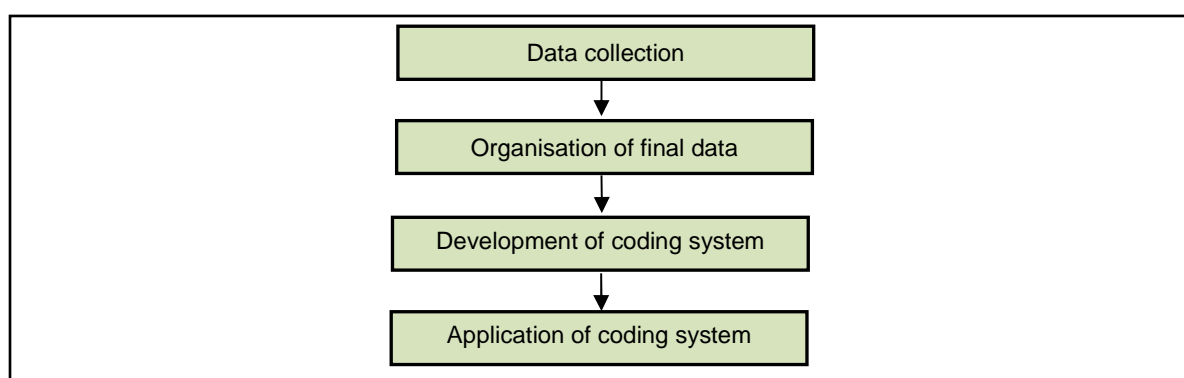 Data collection
Organisation of final data
Development of coding system
Application of coding system